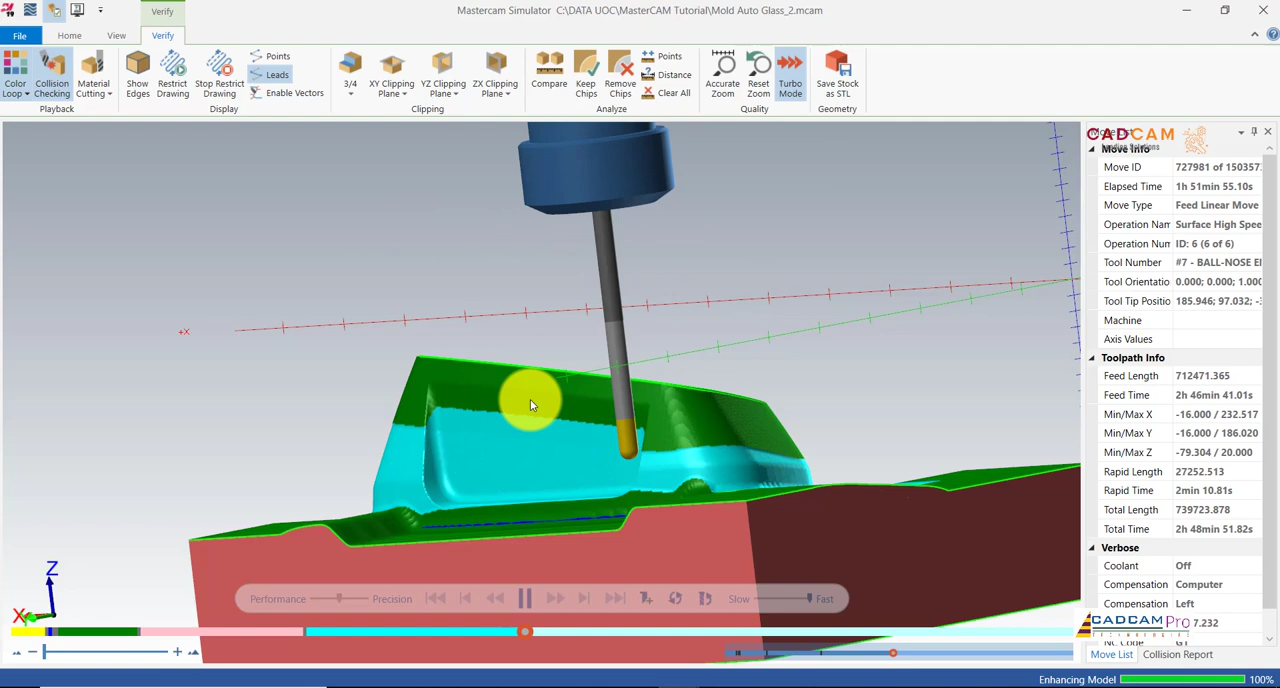 Verify
Mastercam Simulator C:\DATA UOC\MasterCAM Tutorial\Mold Auto Glass_2.mcam
File Home View Verify
Color Loop
Collision Checking
Material Cutting
Playback
Show Edges
Restrict Drawing
Stop Restrict Drawing
Points
Leads
Enable Vectors
Display
3/4
XY Clipping Plane
YZ Clipping Plane
ZX Clipping Plane
Clipping
Compare
Keep Chips
Remove Chips
Points
Distance
Clear All
Analyze
Accurate Zoom
Reset Zoom
Turbo Mode
Quality
Save Stock as STL
Geometry
CADCAM
Move Info
Move ID 727981 of 150357
Elapsed Time 1h 51min 55.10s
Move Type Feed Linear Move
Operation Nam Surface High Spee
Operation Num ID: 6 (6 of 6)
Tool Number #7 - BALL-NOSE E
Tool Orientatio 0.000; 0.000; 1.000
Tool Tip Positio 185.946; 97.032; -
Machine
Axis Values
Toolpath Info
Feed Length 712471.365
Feed Time 2h 46min 41.01s
Min/Max X -16.000 / 232.517
Min/Max Y -16.000 / 186.020
Min/Max Z -79.304 / 20.000
Rapid Length 27252.513
Rapid Time 2min 10.81s
Total Length 739723.878
Total Time 2h 48min 51.82s
Verbose
Coolant Off
Compensation Computer
Compensation Left
CADCAM Pro
7.232
Move List Collision Report
+X
Z
X
Performance Precision Slow Fast
Enhancing Model 100%